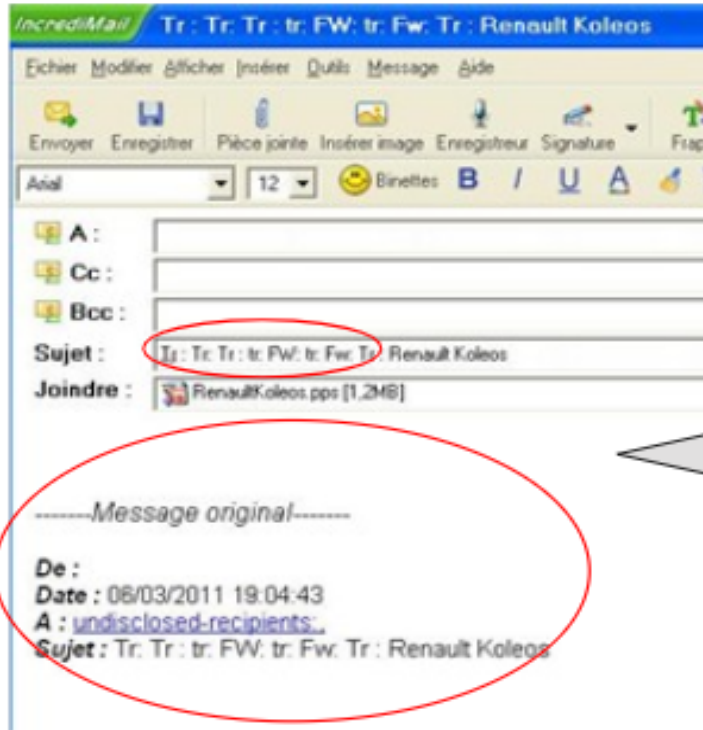 IncrediMail Tr : Tr: Tr : tr: FW: tr: Fw: Tr : Renault Koleos
Eichier Modifier Afficher Insérer Outils Message Aide
Envoyer Enregistrer Pièce jointe Insérer image Enregistreur Signature Frap
Arial 12 Binettes B I U A
A :
Cc :
Bcc :
Sujet : Tr : Tr: Tr : tr: FW: tr: Fw: Tr : Renault Koleos
Joindre : RenaultKoleos.pps [1,2MB]
-------Message original-------
De :
Date : 06/03/2011 19:04:43
A : undisclosed-recipients:,
Sujet : Tr: Tr : tr: FW: tr: Fw: Tr : Renault Koleos